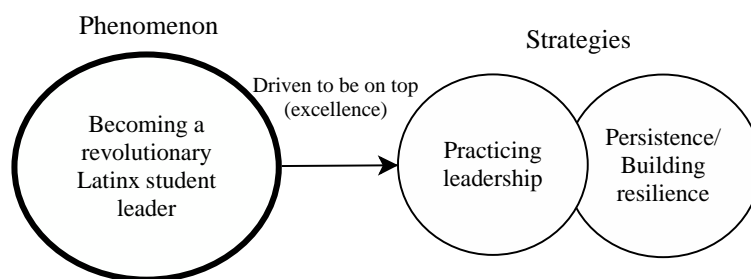 Phenomenon
Strategies
Driven to be on top
(excellence)
Becoming a
revolutionary
Latinx student
leader
Practicing
leadership
Persistence/
Building
resilience